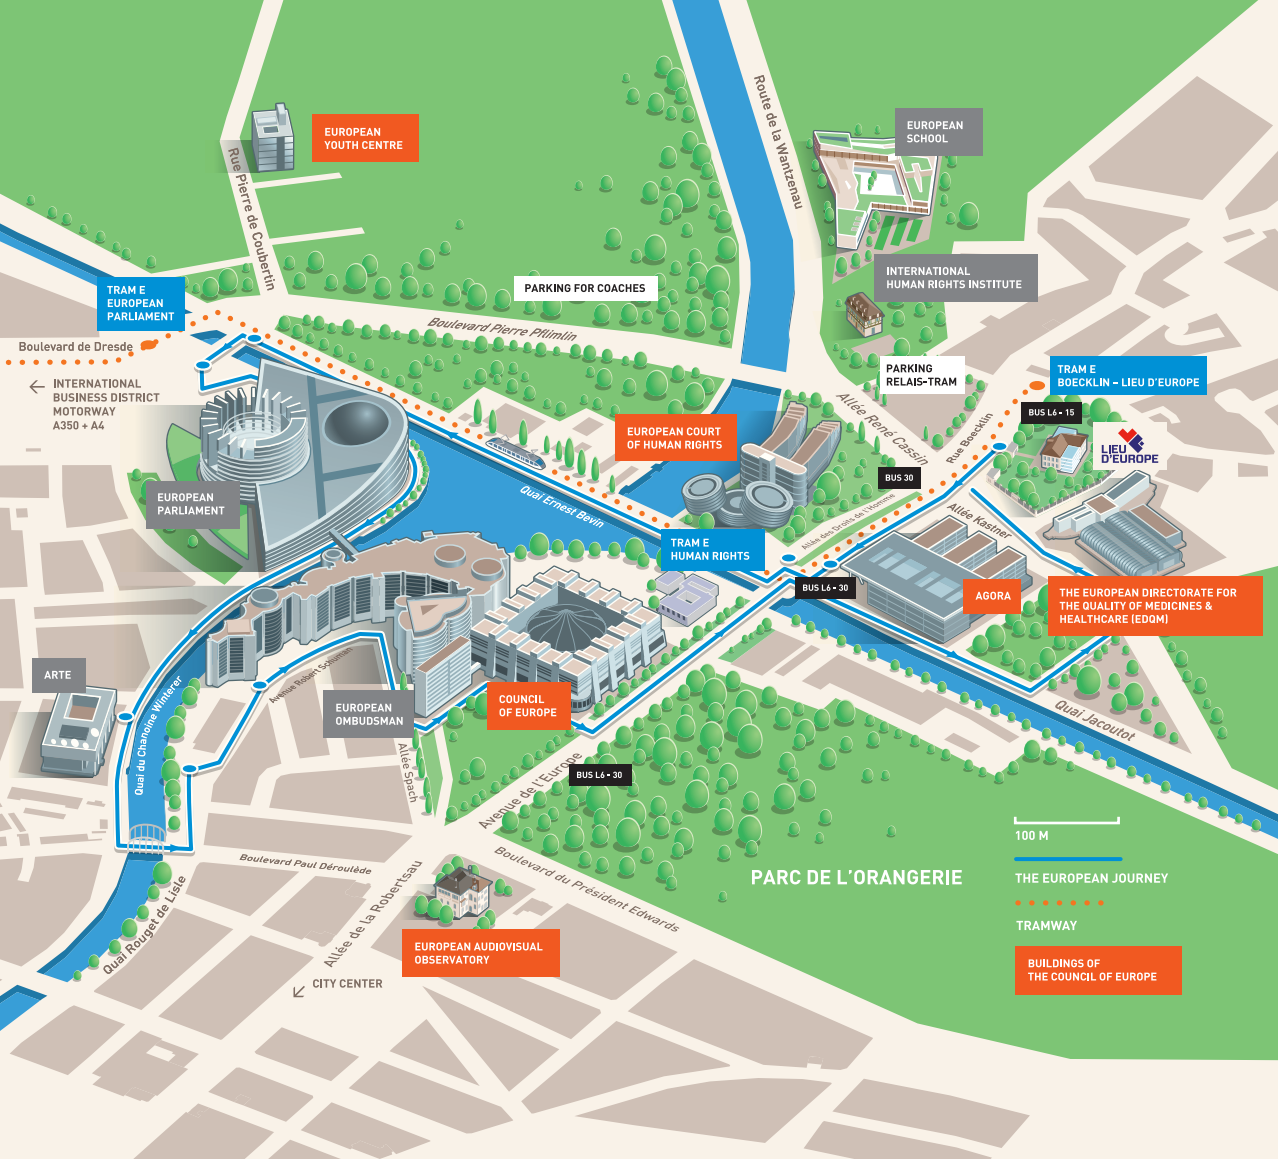 EUROPEAN
YOUTH CENTRE
Rue Pierre de Coubertin
Route de la Wantzenau
EUROPEAN
SCHOOL
INTERNATIONAL
HUMAN RIGHTS INSTITUTE
TRAM E
EUROPEAN
PARLIAMENT
PARKING FOR COACHES
Boulevard Pierre Pflimlin
Boulevard de Dresde
INTERNATIONAL
BUSINESS DISTRICT
MOTORWAY
A350 + A4
PARKING
RELAIS-TRAM
TRAM E
BOECKLIN – LIEU D'EUROPE
BUS L6 - 15
LIEU
D'EUROPE
Allée René Cassin
Rue Boecklin
EUROPEAN COURT
OF HUMAN RIGHTS
BUS 30
EUROPEAN
PARLIAMENT
Quai Ernest Bevin
Allée des Droits de l'Homme
Allée Kastner
TRAM E
HUMAN RIGHTS
BUS L6 - 30
AGORA
THE EUROPEAN DIRECTORATE FOR
THE QUALITY OF MEDICINES &
HEALTHCARE (EDQM)
ARTE
Avenue Robert Schuman
EUROPEAN
OMBUDSMAN
COUNCIL
OF EUROPE
Quai du Chanoine Winterer
Quai Jacoutot
Allée Spach
Avenue de l'Europe
BUS L6 - 30
100 M
Boulevard Paul Déroulède
Boulevard du Président Edwards
PARC DE L'ORANGERIE
THE EUROPEAN JOURNEY
TRAMWAY
Quai Rouget de Lisle
Allée de la Robertsau
EUROPEAN AUDIOVISUAL
OBSERVATORY
BUILDINGS OF
THE COUNCIL OF EUROPE
CITY CENTER